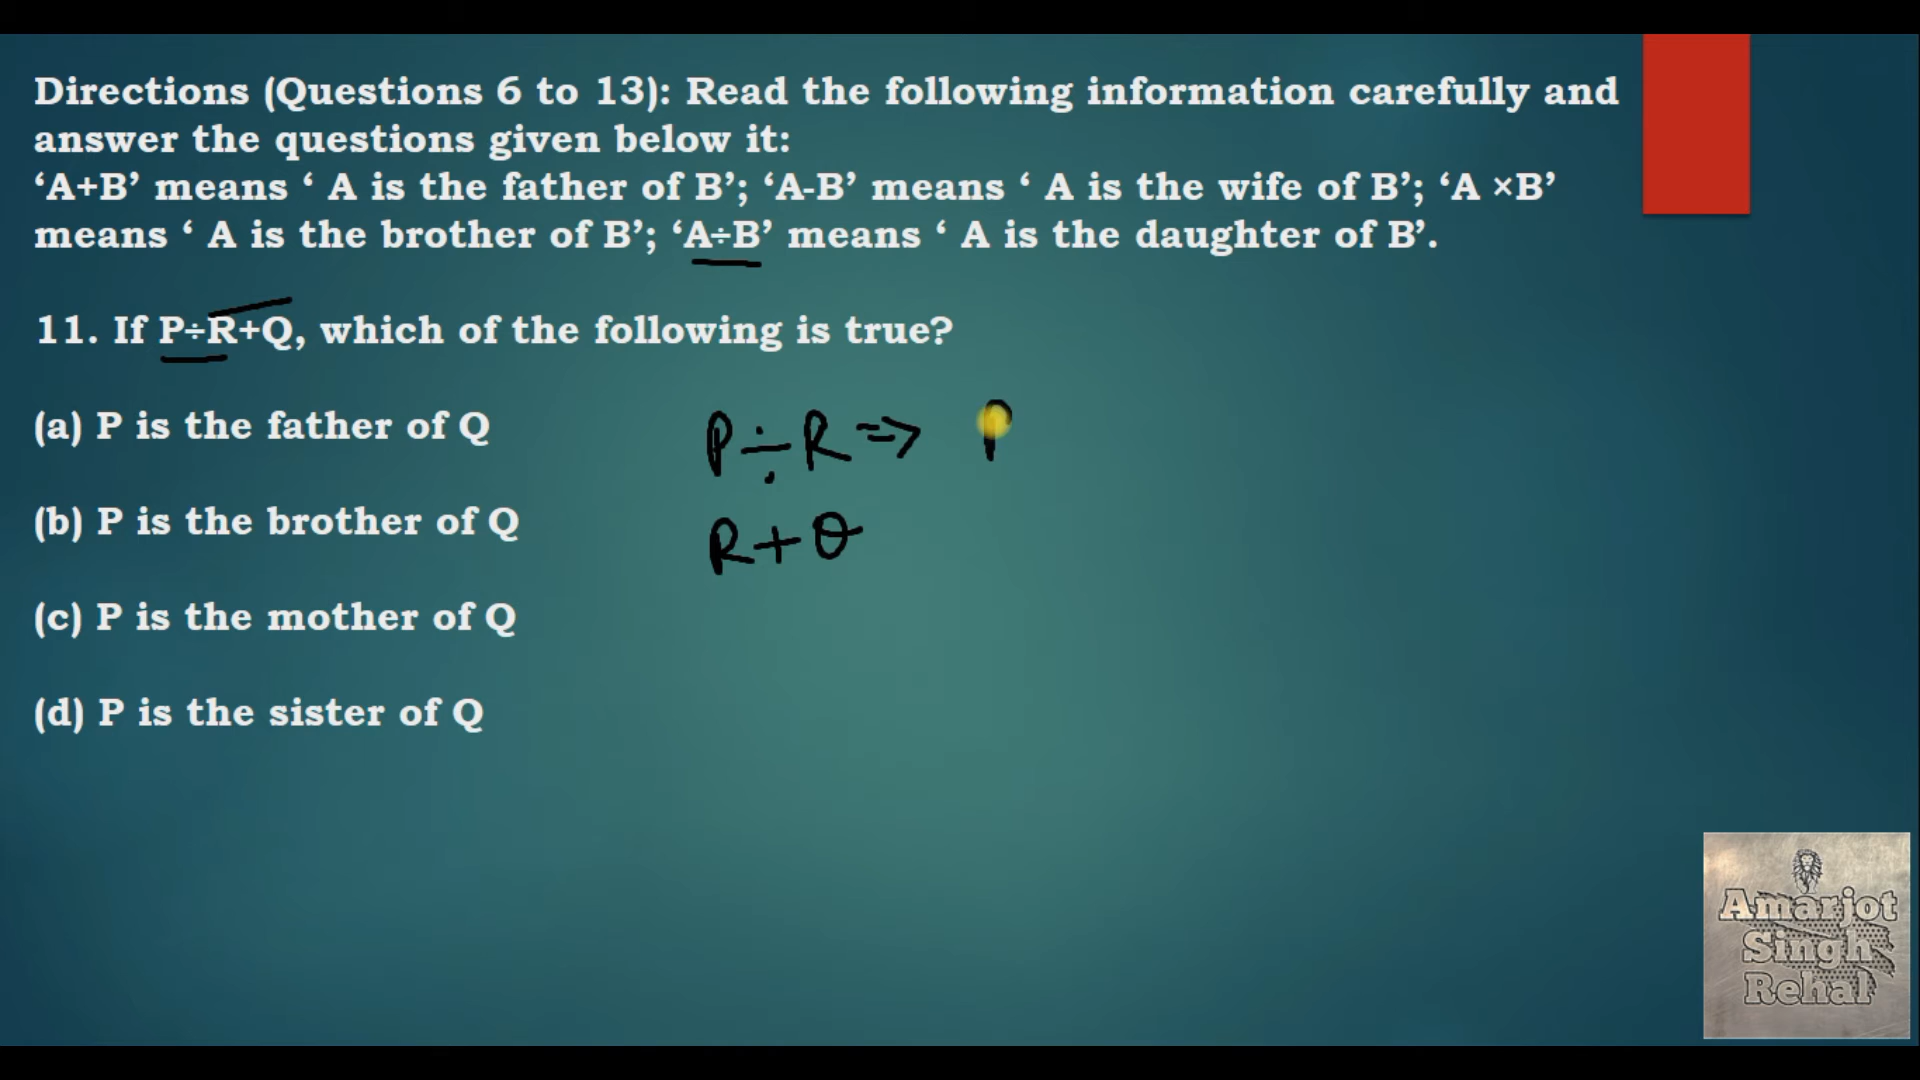 Directions (Questions 6 to 13): Read the following information carefully and
answer the questions given below it:
‘A+B’ means ‘ A is the father of B’; ‘A-B’ means ‘ A is the wife of B’; ‘A ×B’
means ‘ A is the brother of B’; ‘A÷B’ means ‘ A is the daughter of B’.
11. If P÷R+Q, which of the following is true?
(a) P is the father of Q
P÷R => P
(b) P is the brother of Q
R+Q
(c) P is the mother of Q
(d) P is the sister of Q
Amarjot
Singh
Rehal